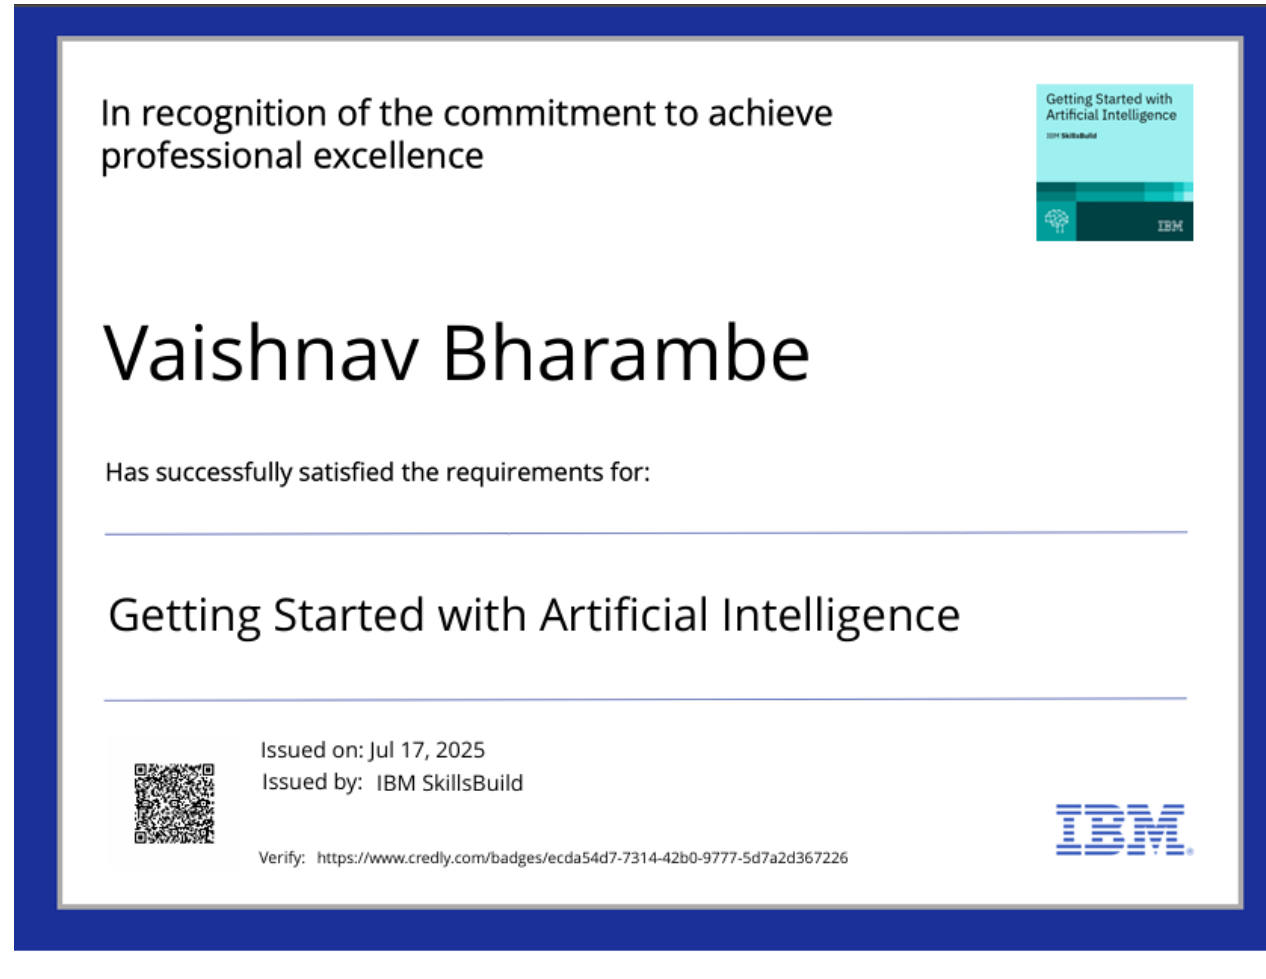 In recognition of the commitment to achieve
professional excellence
Getting Started with
Artificial Intelligence
IBM SkillsBuild
IBM
Vaishnav Bharambe
Has successfully satisfied the requirements for:
Getting Started with Artificial Intelligence
Issued on: Jul 17, 2025
Issued by: IBM SkillsBuild
Verify: https://www.credly.com/badges/ecda54d7-7314-42b0-9777-5d7a2d367226
IBM®